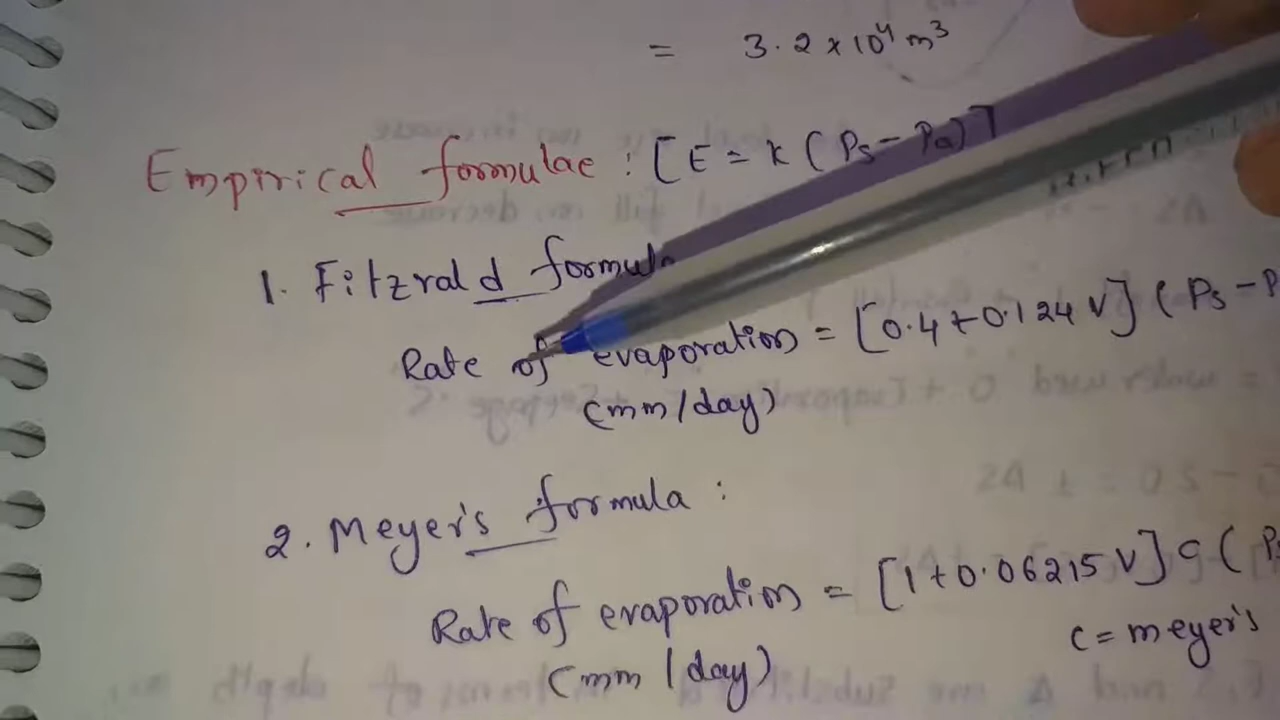 = 3.2 x 10⁴ m³
Empirical formulae : [E = K (Ps - Pa)]
1. Fitzrald formula
Rate of evaporation = [0.4 + 0.124 V] (Ps - P
(mm/day)
2. Meyer's formula :
Rate of evaporation = [1 + 0.06215 V] C ( P
C = meyer's
(mm/day)